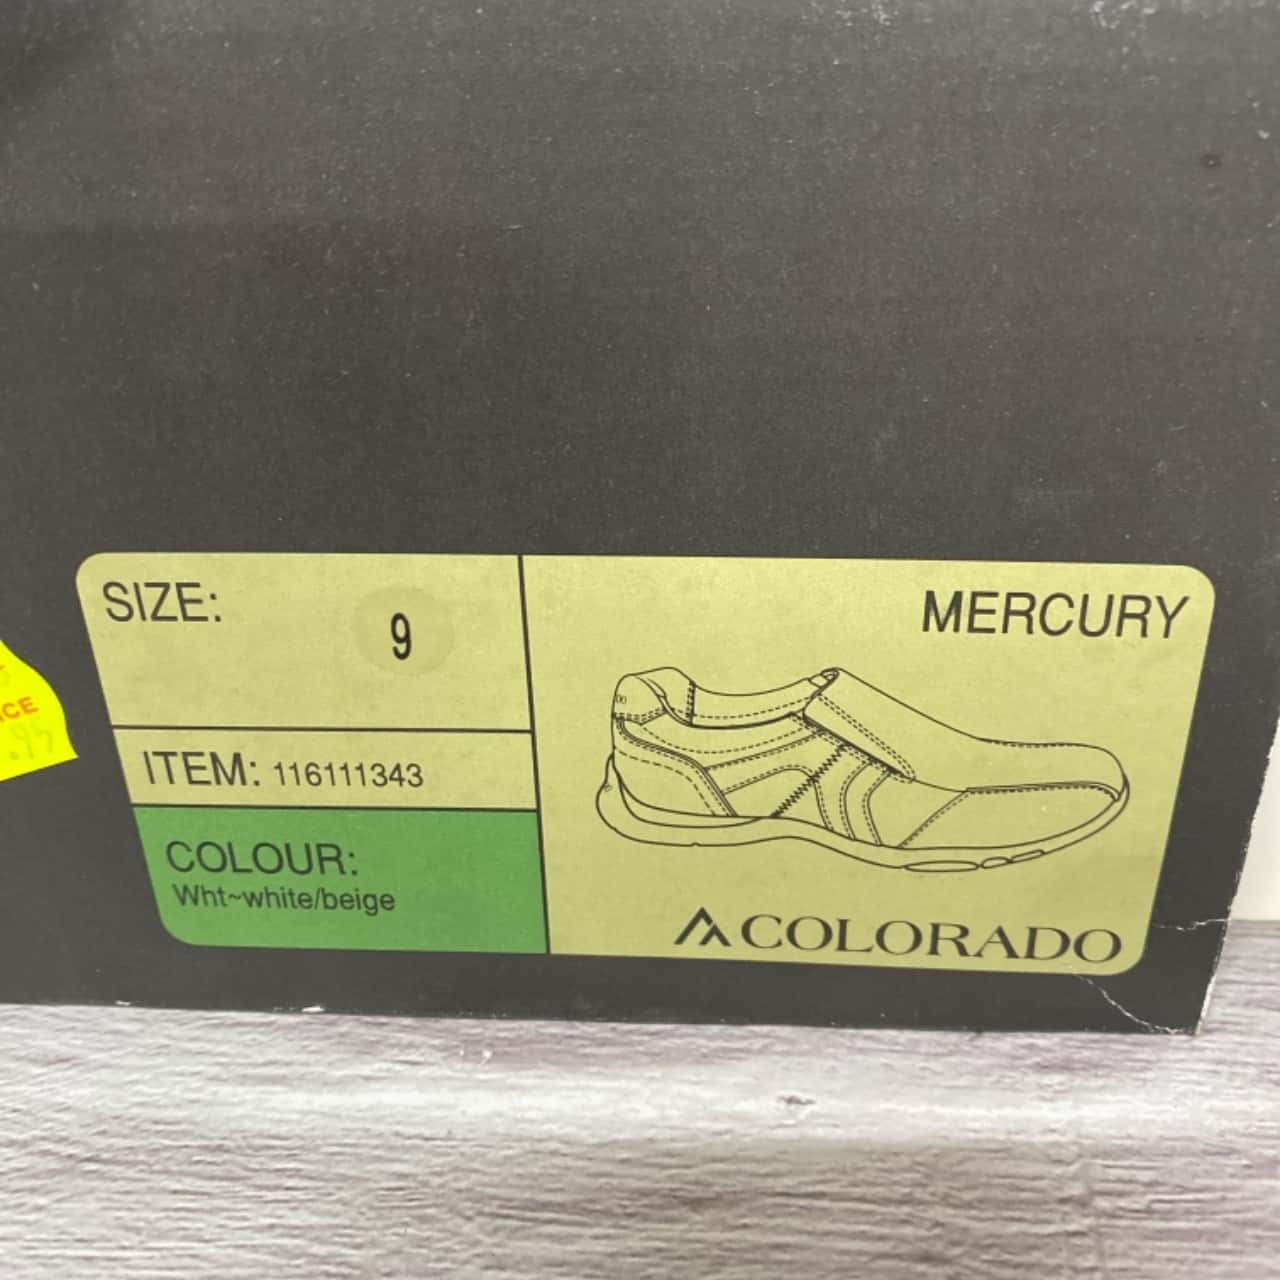 SIZE:
9
MERCURY
ITEM: 116111343
COLOUR:
Wht~white/beige
COLORADO